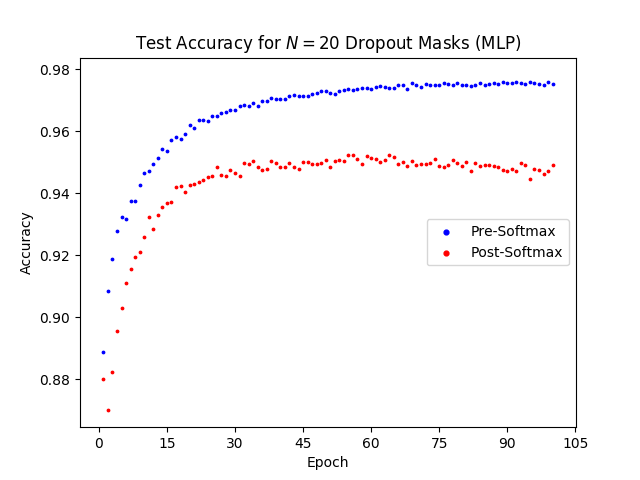 Test Accuracy for N = 20 Dropout Masks (MLP)
0.98
0.96
0.94
0.92
0.90
0.88
Accuracy
Pre-Softmax
Post-Softmax
0 15 30 45 60 75 90 105
Epoch